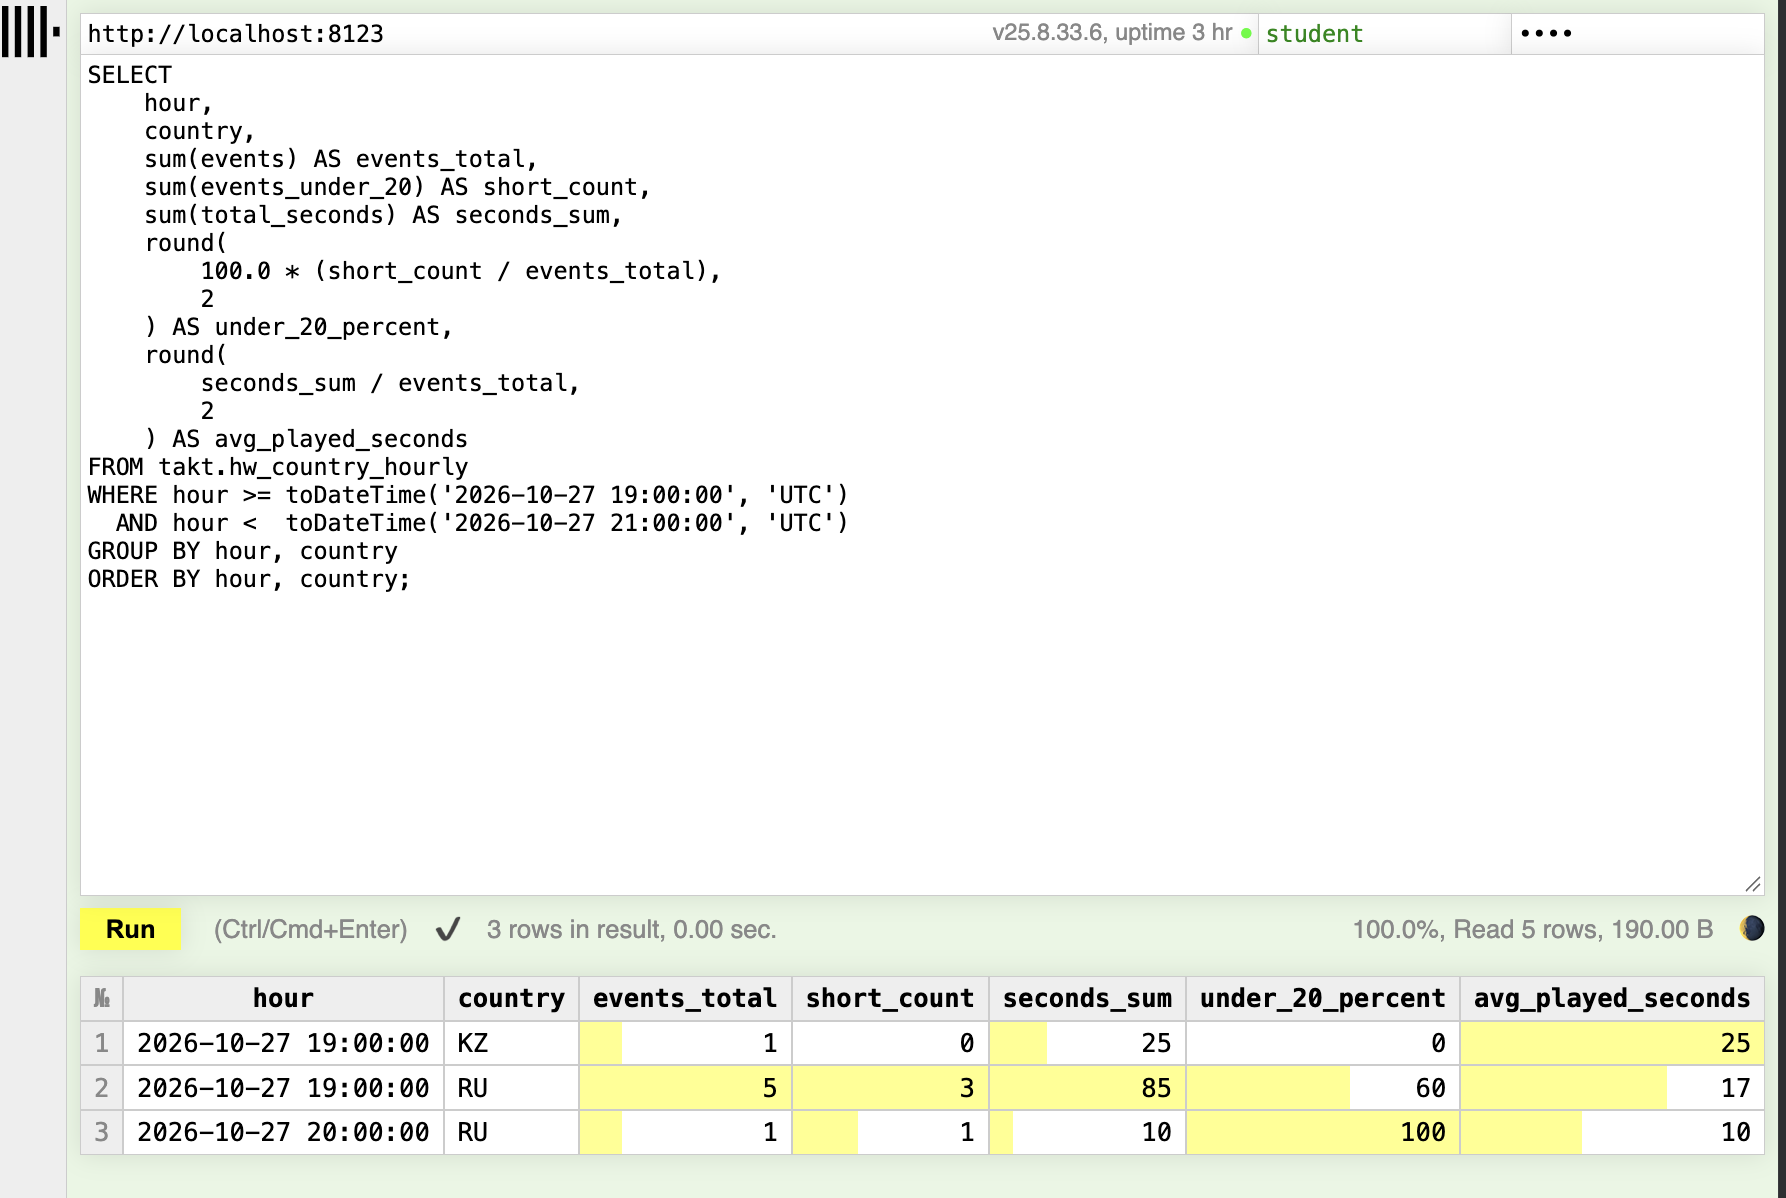 http://localhost:8123 v25.8.33.6, uptime 3 hr student ••••
SELECT
    hour,
    country,
    sum(events) AS events_total,
    sum(events_under_20) AS short_count,
    sum(total_seconds) AS seconds_sum,
    round(
        100.0 * (short_count / events_total),
        2
    ) AS under_20_percent,
    round(
        seconds_sum / events_total,
        2
    ) AS avg_played_seconds
FROM takt.hw_country_hourly
WHERE hour >= toDateTime('2026-10-27 19:00:00', 'UTC')
  AND hour <  toDateTime('2026-10-27 21:00:00', 'UTC')
GROUP BY hour, country
ORDER BY hour, country;
Run (Ctrl/Cmd+Enter) ✔ 3 rows in result, 0.00 sec. 100.0%, Read 5 rows, 190.00 B
№ hour country events_total short_count seconds_sum under_20_percent avg_played_seconds
1 2026-10-27 19:00:00 KZ 1 0 25 0 25
2 2026-10-27 19:00:00 RU 5 3 85 60 17
3 2026-10-27 20:00:00 RU 1 1 10 100 10